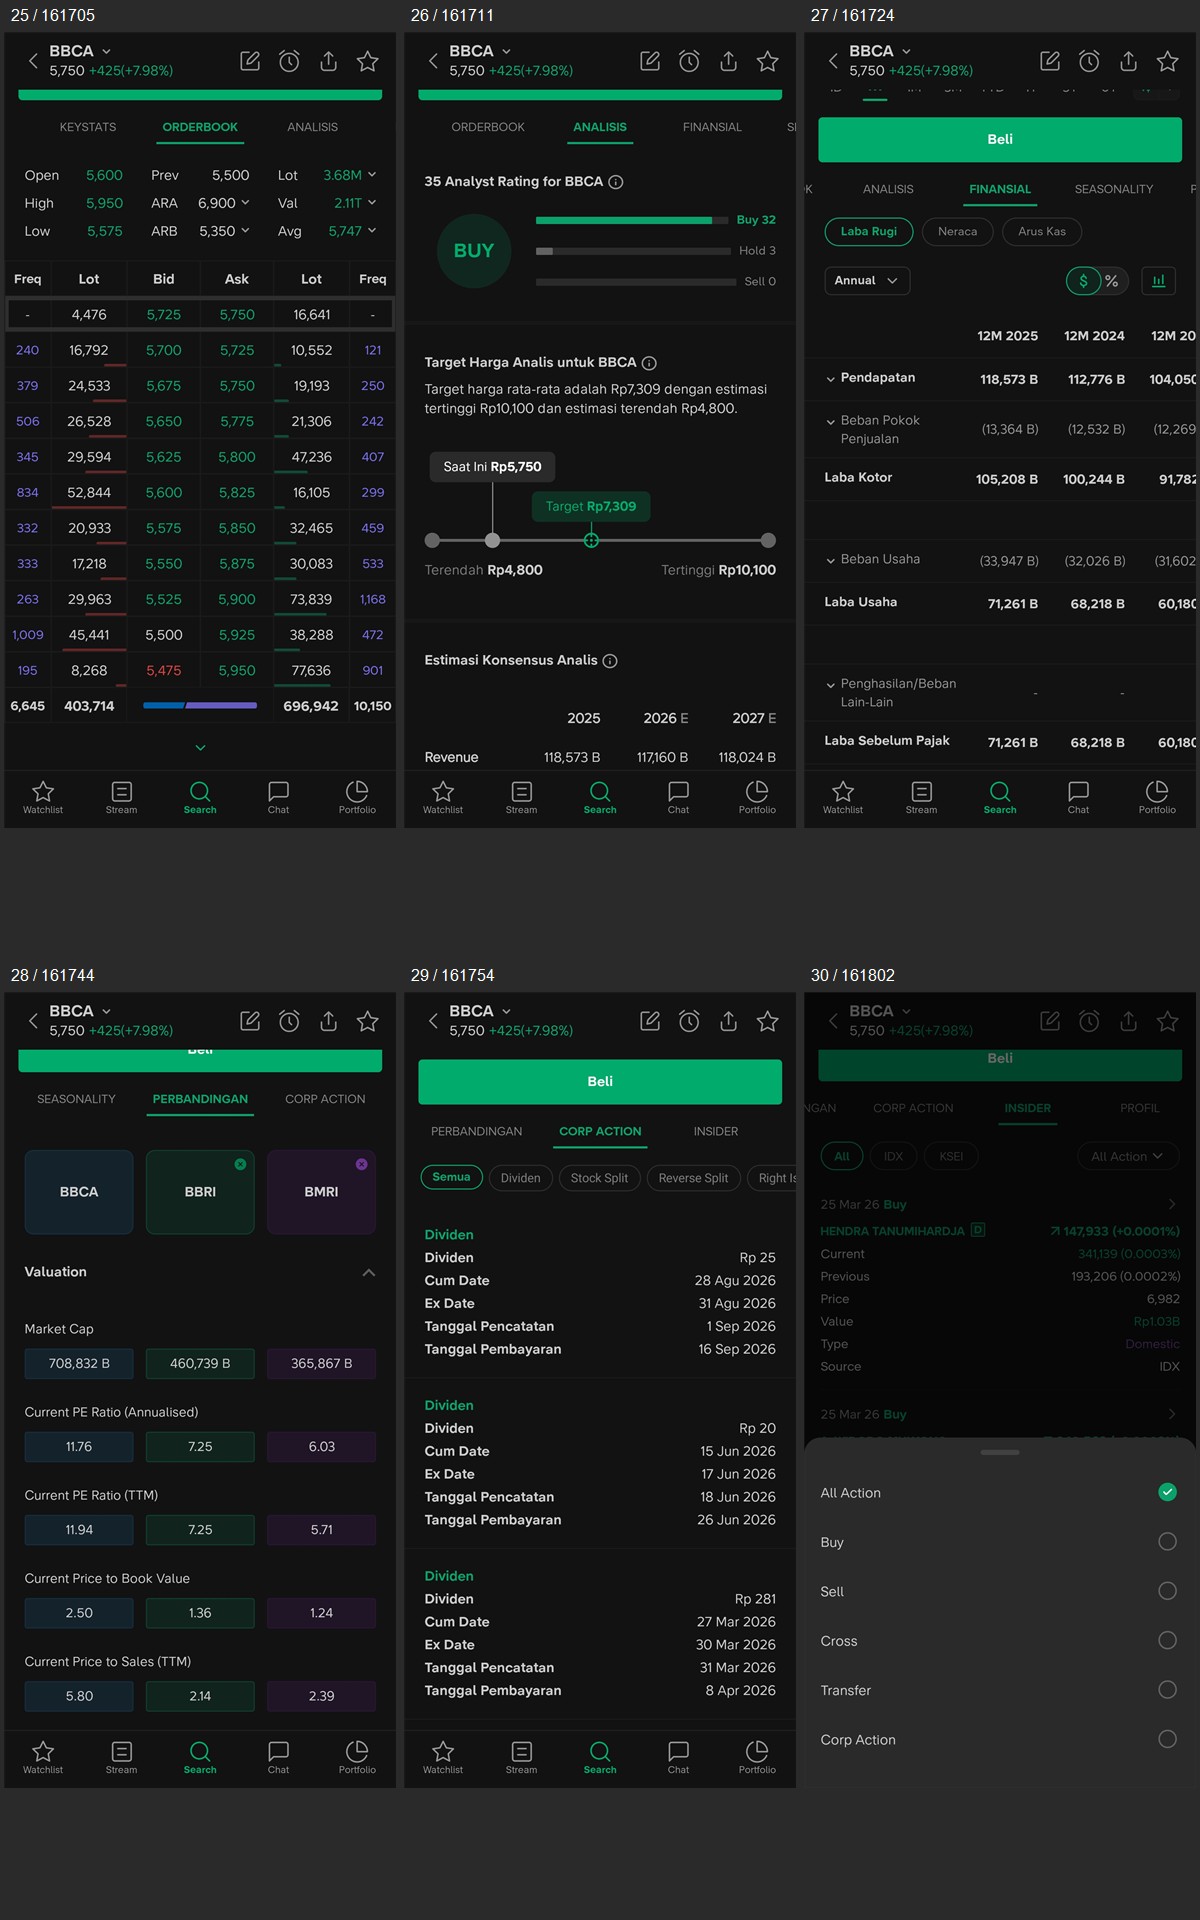 25 / 161705
BBCA
5,750 +425(+7.98%)
KEYSTATS ORDERBOOK ANALISIS
Open 5,600 Prev 5,500 Lot 3.68M
High 5,950 ARA 6,900 Val 2.11T
Low 5,575 ARB 5,350 Avg 5,747
Freq Lot Bid Ask Lot Freq
- 4,476 5,725 5,750 16,641 -
240 16,792 5,700 5,725 10,552 121
379 24,533 5,675 5,750 19,193 250
506 26,528 5,650 5,775 21,306 242
345 29,594 5,625 5,800 47,236 407
834 52,844 5,600 5,825 16,105 299
332 20,933 5,575 5,850 32,465 459
333 17,218 5,550 5,875 30,083 533
263 29,963 5,525 5,900 73,839 1,168
1,009 45,441 5,500 5,925 38,288 472
195 8,268 5,475 5,950 77,636 901
6,645 403,714 696,942 10,150
Watchlist Stream Search Chat Portfolio
26 / 161711
BBCA
5,750 +425(+7.98%)
ORDERBOOK ANALISIS FINANSIAL
35 Analyst Rating for BBCA
BUY
Buy 32
Hold 3
Sell 0
Target Harga Analis untuk BBCA
Target harga rata-rata adalah Rp7,309 dengan estimasi
tertinggi Rp10,100 dan estimasi terendah Rp4,800.
Saat Ini Rp5,750
Target Rp7,309
Terendah Rp4,800 Tertinggi Rp10,100
Estimasi Konsensus Analis
2025 2026 E 2027 E
Revenue 118,573 B 117,160 B 118,024 B
Watchlist Stream Search Chat Portfolio
27 / 161724
BBCA
5,750 +425(+7.98%)
Beli
K ANALISIS FINANSIAL SEASONALITY
Laba Rugi Neraca Arus Kas
Annual $ %
12M 2025 12M 2024 12M 20
Pendapatan 118,573 B 112,776 B 104,050
Beban Pokok
Penjualan (13,364 B) (12,532 B) (12,269
Laba Kotor 105,208 B 100,244 B 91,782
Beban Usaha (33,947 B) (32,026 B) (31,602
Laba Usaha 71,261 B 68,218 B 60,180
Penghasilan/Beban
Lain-Lain - -
Laba Sebelum Pajak 71,261 B 68,218 B 60,180
Watchlist Stream Search Chat Portfolio
28 / 161744
BBCA
5,750 +425(+7.98%)
Beli
SEASONALITY PERBANDINGAN CORP ACTION
BBCA BBRI BMRI
Valuation
Market Cap
708,832 B 460,739 B 365,867 B
Current PE Ratio (Annualised)
11.76 7.25 6.03
Current PE Ratio (TTM)
11.94 7.25 5.71
Current Price to Book Value
2.50 1.36 1.24
Current Price to Sales (TTM)
5.80 2.14 2.39
Watchlist Stream Search Chat Portfolio
29 / 161754
BBCA
5,750 +425(+7.98%)
Beli
PERBANDINGAN CORP ACTION INSIDER
Semua Dividen Stock Split Reverse Split Right Is
Dividen
Dividen Rp 25
Cum Date 28 Agu 2026
Ex Date 31 Agu 2026
Tanggal Pencatatan 1 Sep 2026
Tanggal Pembayaran 16 Sep 2026
Dividen
Dividen Rp 20
Cum Date 15 Jun 2026
Ex Date 17 Jun 2026
Tanggal Pencatatan 18 Jun 2026
Tanggal Pembayaran 26 Jun 2026
Dividen
Dividen Rp 281
Cum Date 27 Mar 2026
Ex Date 30 Mar 2026
Tanggal Pencatatan 31 Mar 2026
Tanggal Pembayaran 8 Apr 2026
Watchlist Stream Search Chat Portfolio
30 / 161802
BBCA
5,750 +425(+7.98%)
Beli
NGAN CORP ACTION INSIDER PROFIL
All IDX KSEI All Action
25 Mar 26 Buy
HENDRA TANUMIHARDJA D 147,933 (+0.0001%)
Current 341,139 (0.0003%)
Previous 193,206 (0.0002%)
Price 6,982
Value Rp1.03B
Type Domestic
Source IDX
25 Mar 26 Buy
All Action
Buy
Sell
Cross
Transfer
Corp Action